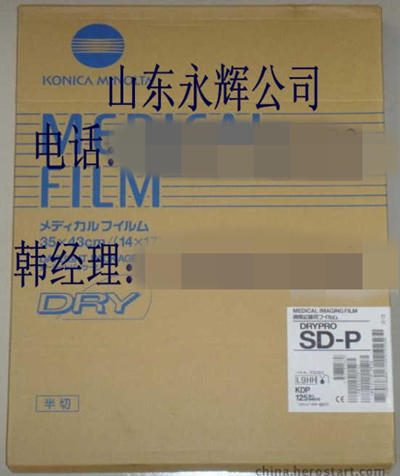 KONICA MINOLTA
山东永辉公司
MEDICAL
电话:
FILM
メディカルフイルム
35×43cm/(14×17
韩经理:
DRY
MEDICAL IMAGING FILM
DRYPRO
SD-P
KDP
125
半切
china.herostart.com